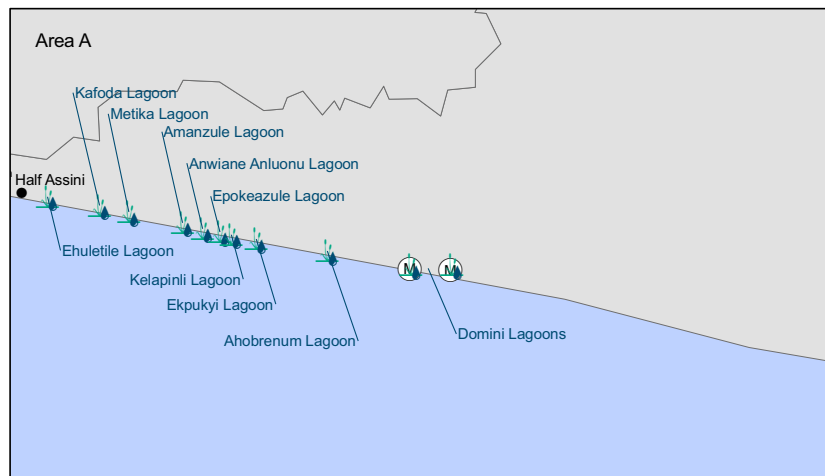 Area A
Kafoda Lagoon
Metika Lagoon
Amanzule Lagoon
Anwiane Anluonu Lagoon
Half Assini
Epokeazule Lagoon
Ehuletile Lagoon
Kelapinli Lagoon
M
M
Ekpukyi Lagoon
Ahobrenum Lagoon
Domini Lagoons